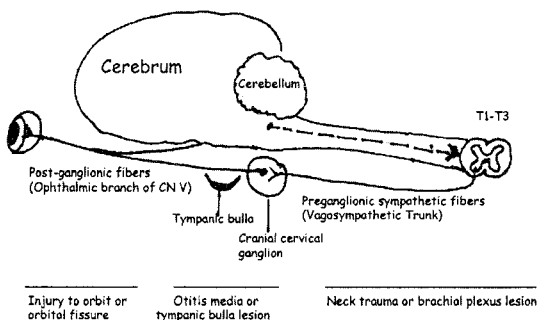 Cerebrum
Cerebellum
T1-T3
Post-ganglionic fibers
(Ophthalmic branch of CN V)
Tympanic bulla
Cranial cervical
ganglion
Preganglionic sympathetic fibers
(Vagosympathetic Trunk)
Injury to orbit or
orbital fissure
Otitis media or
tympanic bulla lesion
Neck trauma or brachial plexus lesion